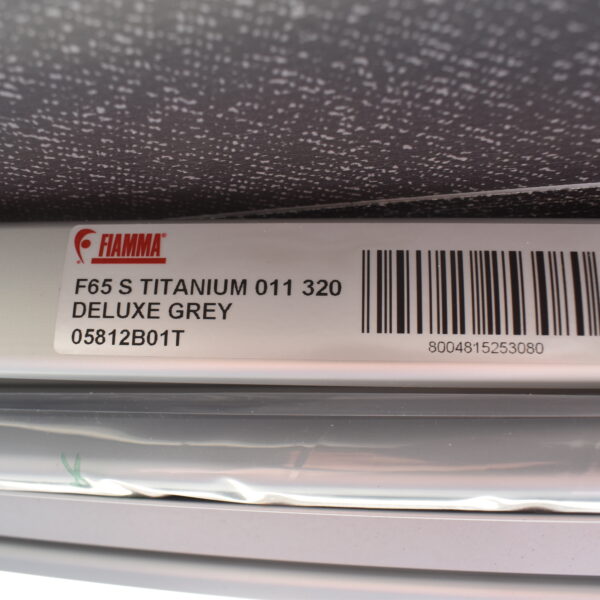 FIAMMA®
F65 S TITANIUM 011 320
DELUXE GREY
05812B01T
8004815253080